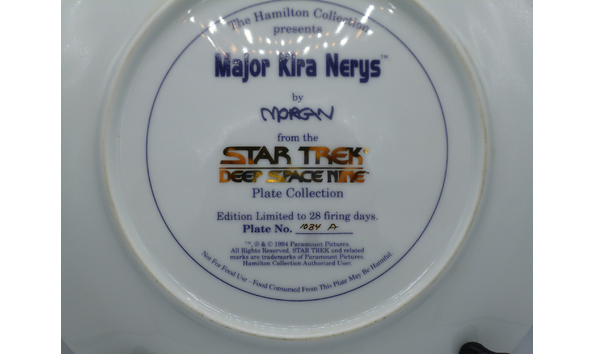 The Hamilton Collection
presents
Major Kira Nerys™
by
MORGAN
from the
STAR TREK®
DEEP SPACE NINE™
Plate Collection
Edition Limited to 28 firing days.
Plate No. 1034 A
™, ® & © 1994 Paramount Pictures.
All Rights Reserved. STAR TREK and related
marks are trademarks of Paramount Pictures.
Hamilton Collection Authorized User.
Not For Food Use - Food Consumed From This Plate May Be Harmful.